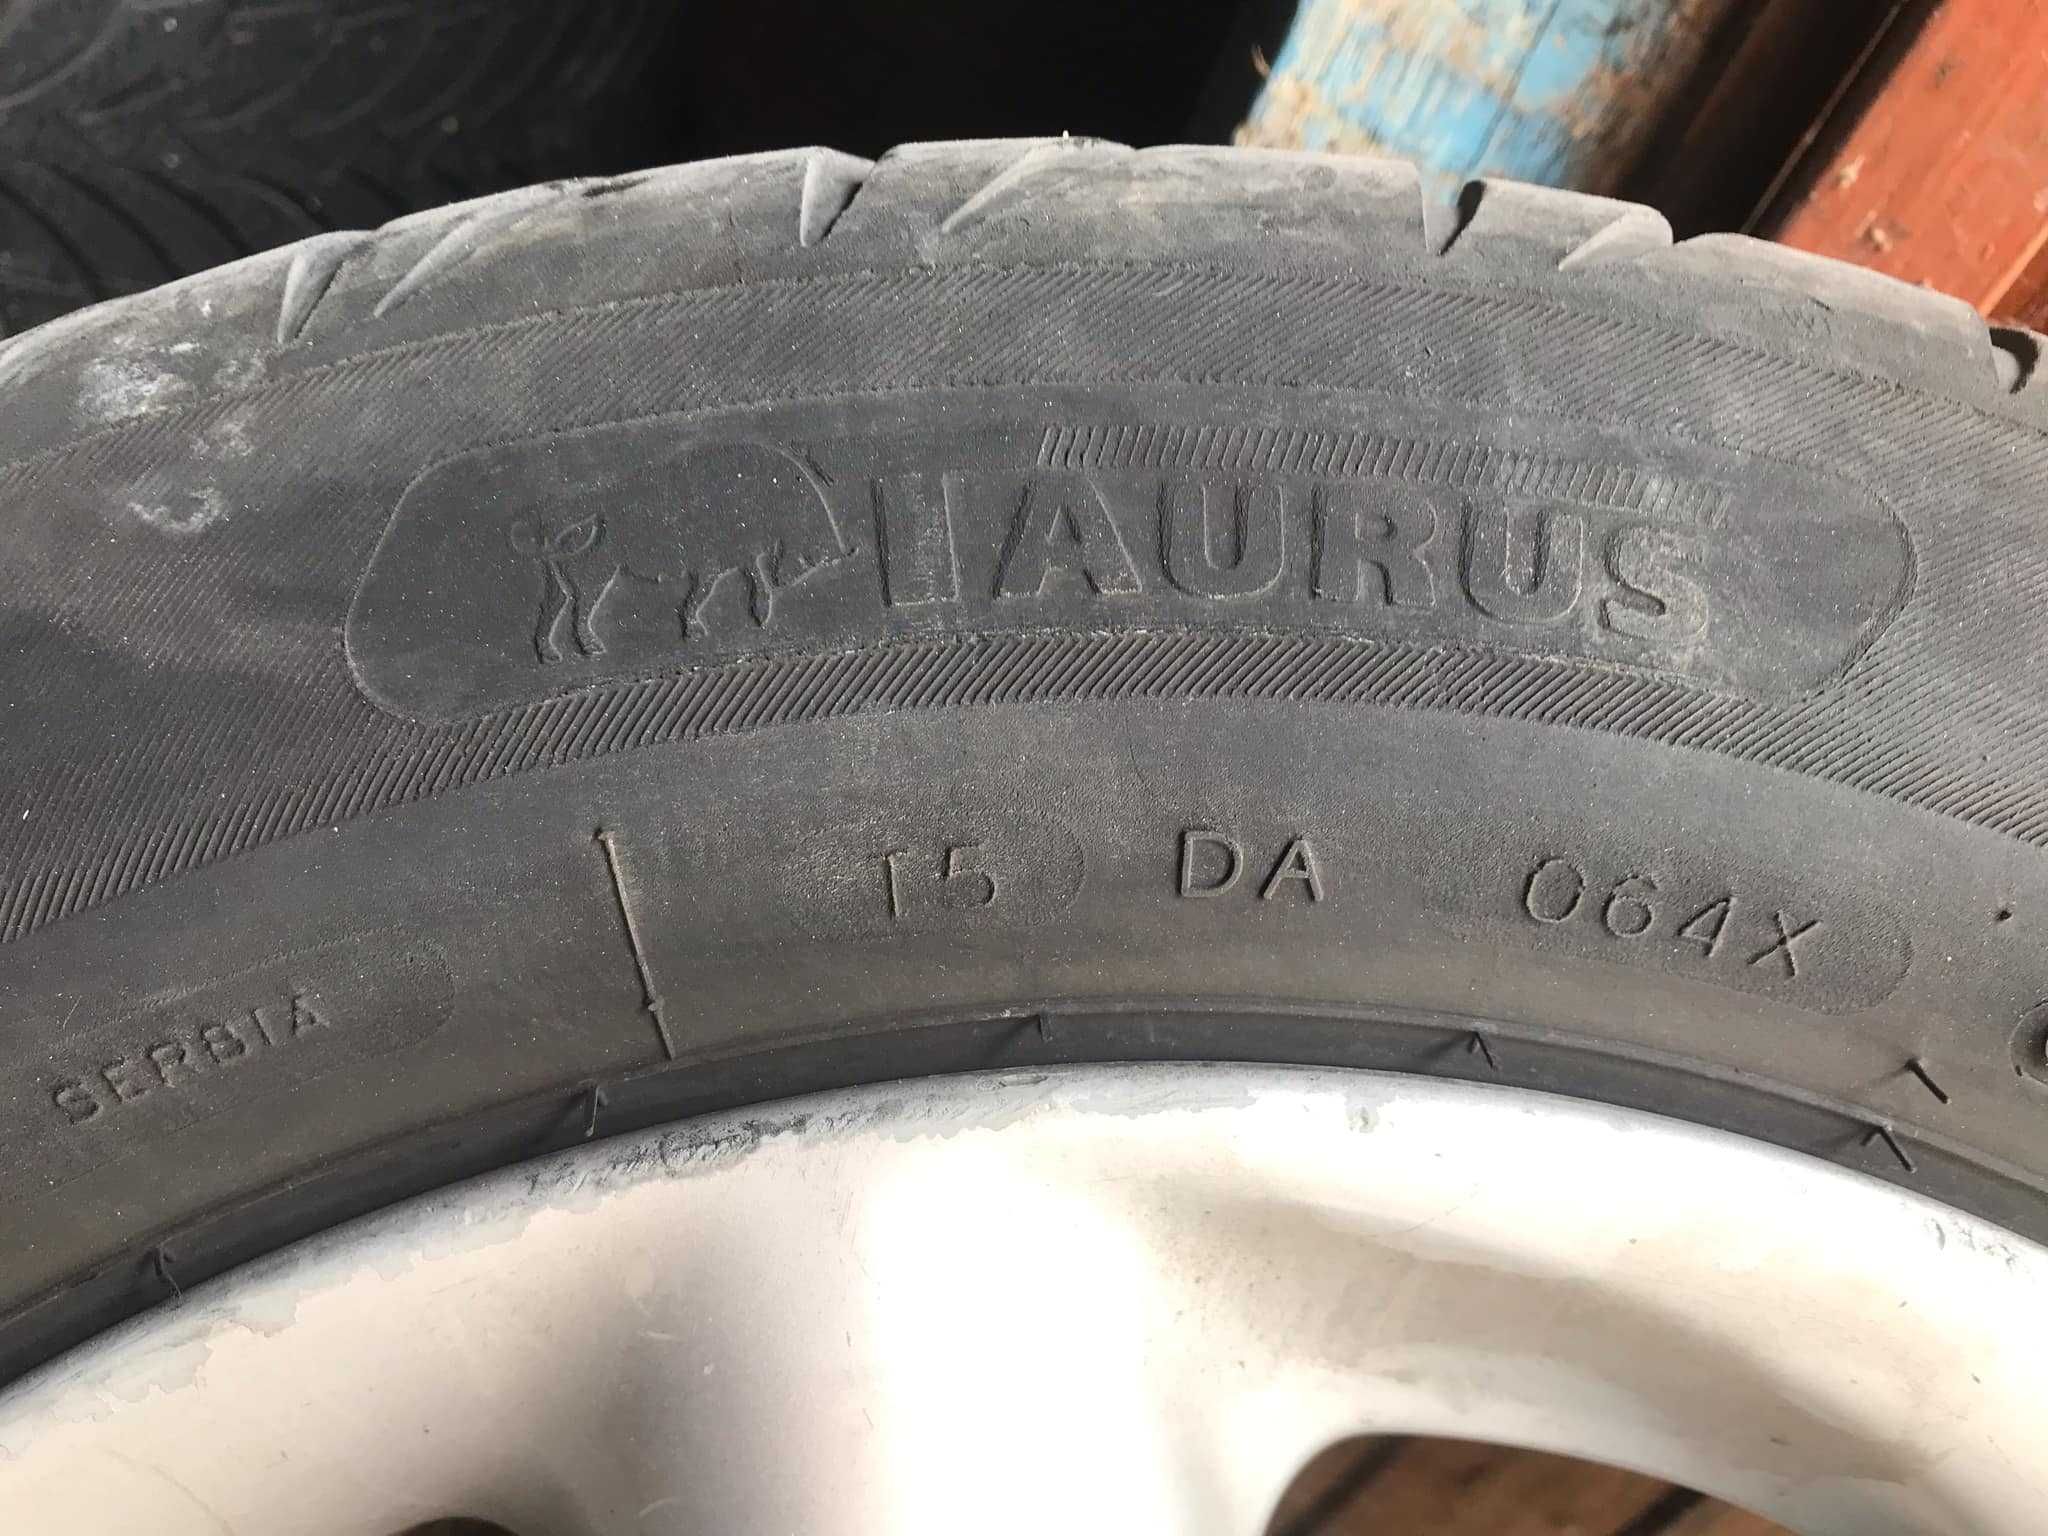 TAURUS
15 DA 064X
SERBIA